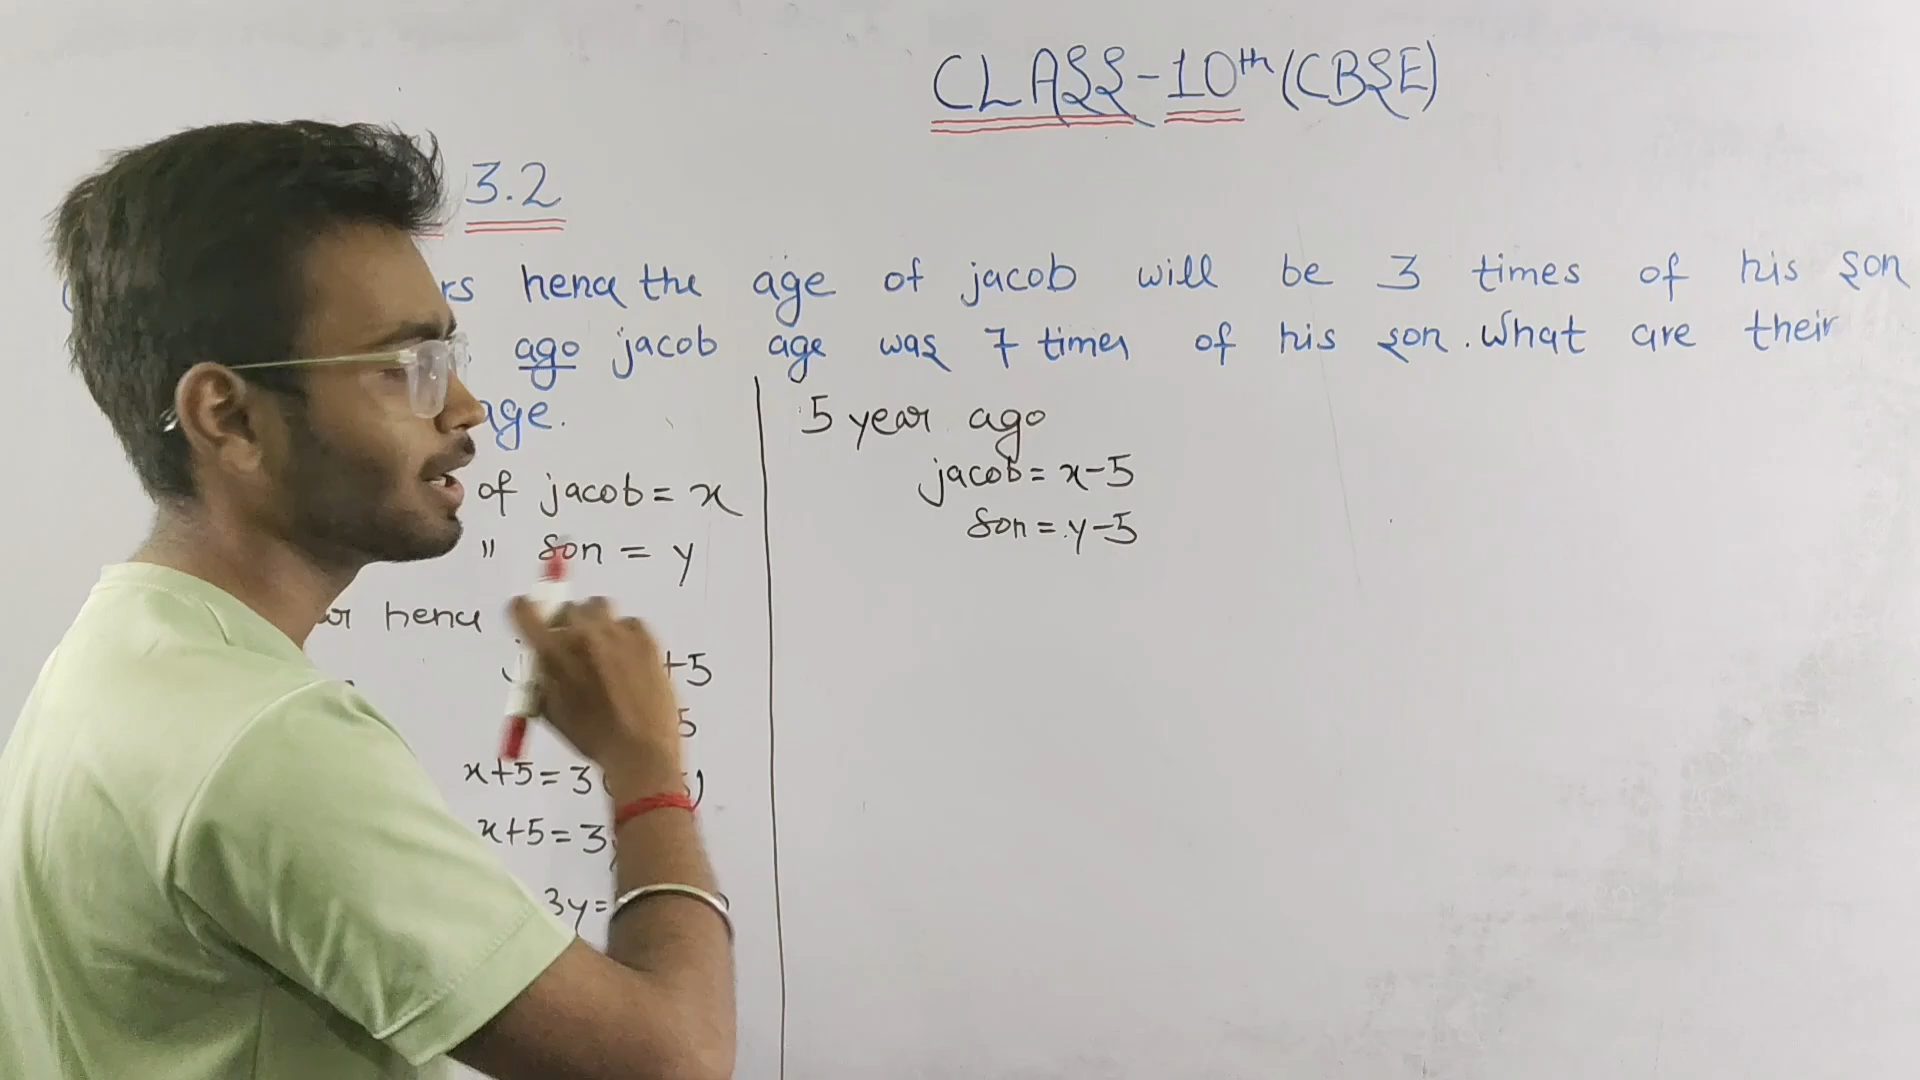 CLASS-10th (CBSE)
3.2
rs hence the age of jacob will be 3 times of his son
ago jacob age was 7 times of his son. What are their
age.
of jacob = x
" son = y
hence
+5
5
x+5=3
x+5=3
3y=
5 year ago
jacob = x-5
son = y-5